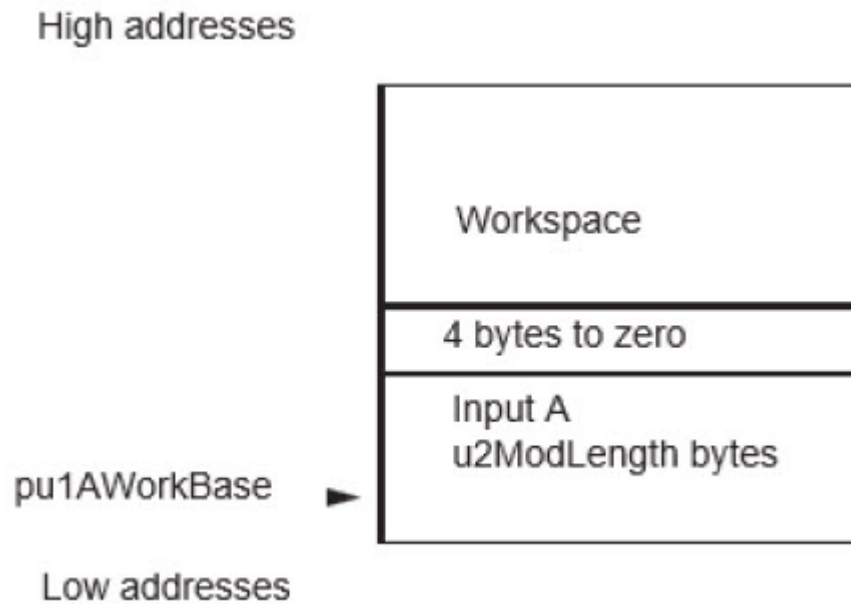 High addresses
Workspace
4 bytes to zero
Input A
u2ModLength bytes
pu1AWorkBase
Low addresses